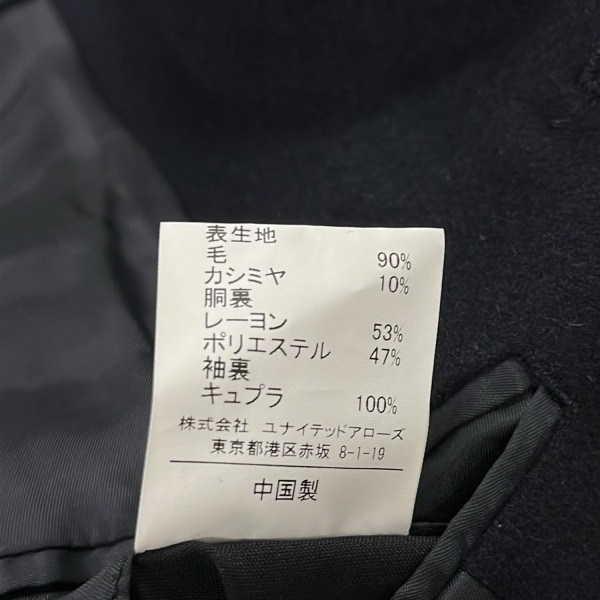 表生地
毛 90%
カシミヤ 10%
胴裏
レーヨン 53%
ポリエステル 47%
袖裏
キュプラ 100%
株式会社 ユナイテッドアローズ
東京都港区赤坂 8-1-19
中国製